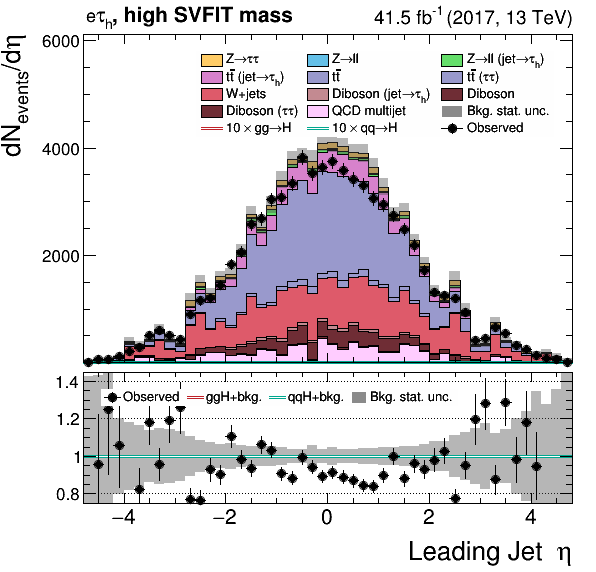 eτh, high SVFIT mass 41.5 fb⁻¹ (2017, 13 TeV)
dNevents/dη
6000
4000
2000
Z→ττ Z→ll Z→ll (jet→τh)
tt̄ (jet→τh) tt̄ tt̄ (ττ)
W+jets Diboson (jet→τh) Diboson
Diboson (ττ) QCD multijet Bkg. stat. unc.
10 × gg→H 10 × qq→H Observed
1.4
1.2
1
0.8
Observed ggH+bkg. qqH+bkg. Bkg. stat. unc.
−4 −2 0 2 4
Leading Jet η